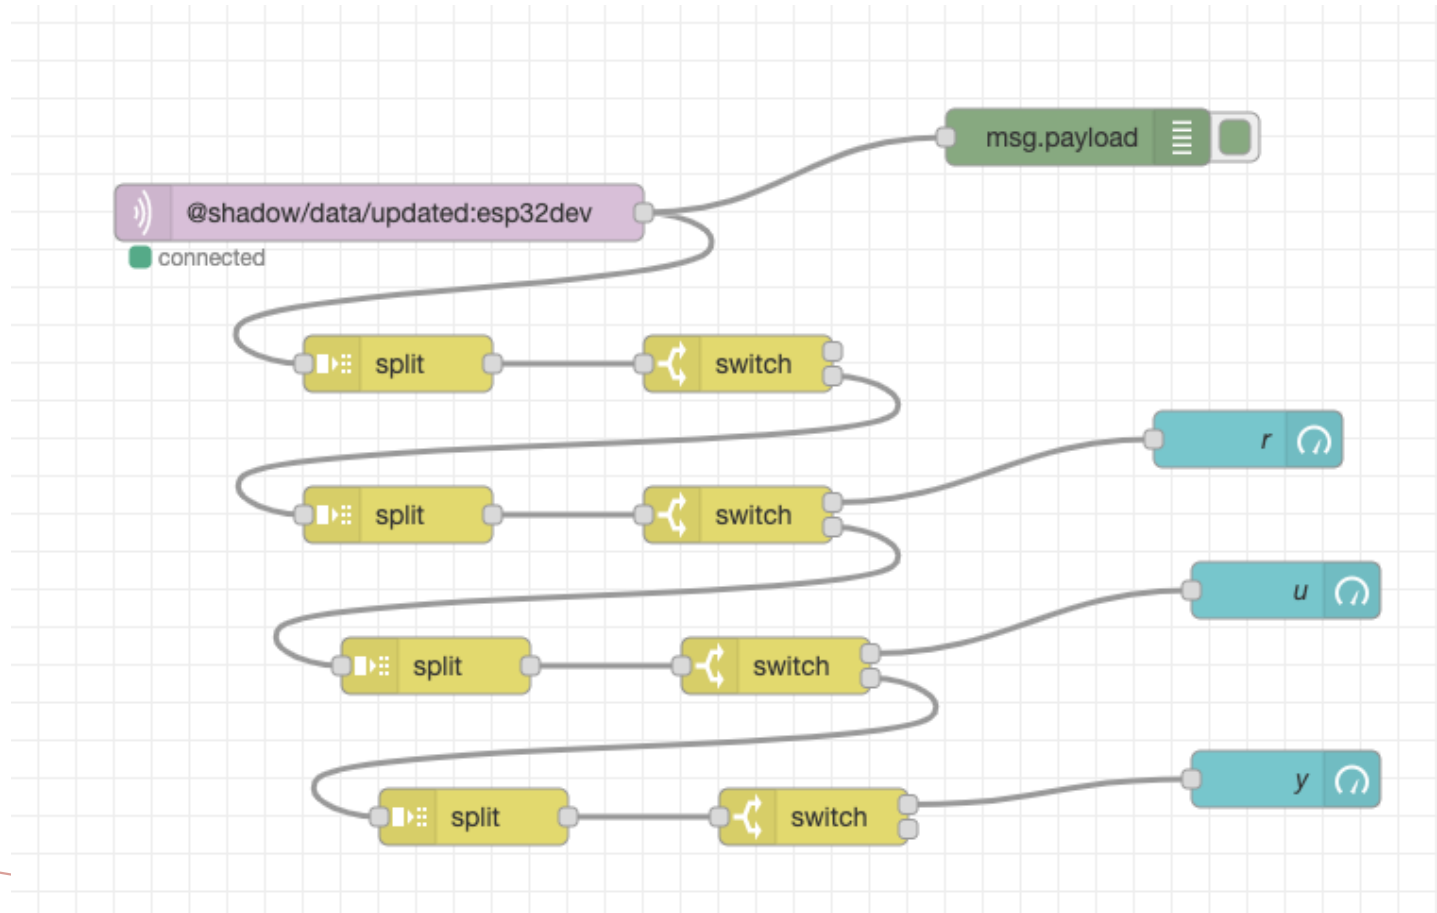 msg.payload
@shadow/data/updated:esp32dev
connected
split
switch
r
split
switch
u
split
switch
y
split
switch